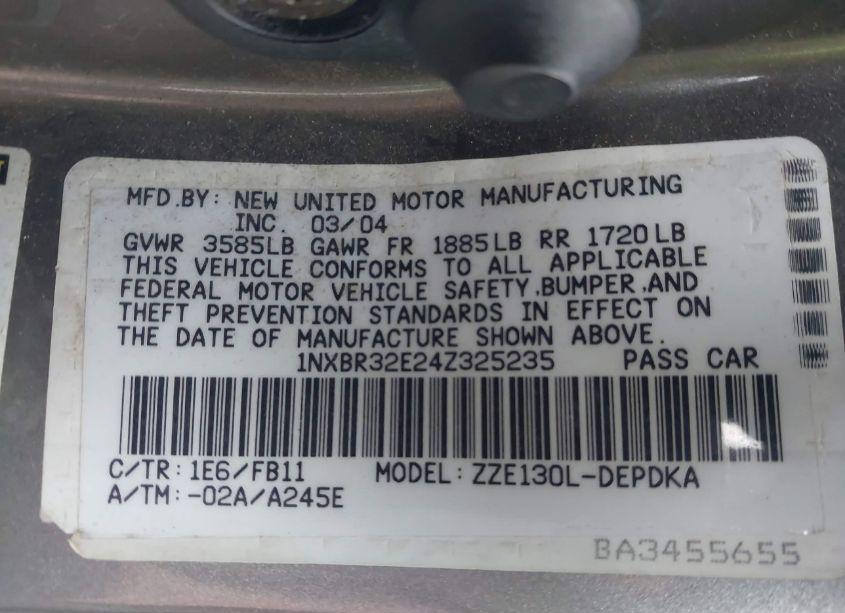 MFD.BY: NEW UNITED MOTOR MANUFACTURING
INC. 03/04
GVWR 3585LB GAWR FR 1885LB RR 1720LB
THIS VEHICLE CONFORMS TO ALL APPLICABLE
FEDERAL MOTOR VEHICLE SAFETY,BUMPER,AND
THEFT PREVENTION STANDARDS IN EFFECT ON
THE DATE OF MANUFACTURE SHOWN ABOVE.
1NXBR32E24Z325235 PASS CAR
C/TR: 1E6/FB11 MODEL: ZZE130L-DEPDKA
A/TM: -02A/A245E
BA3455655